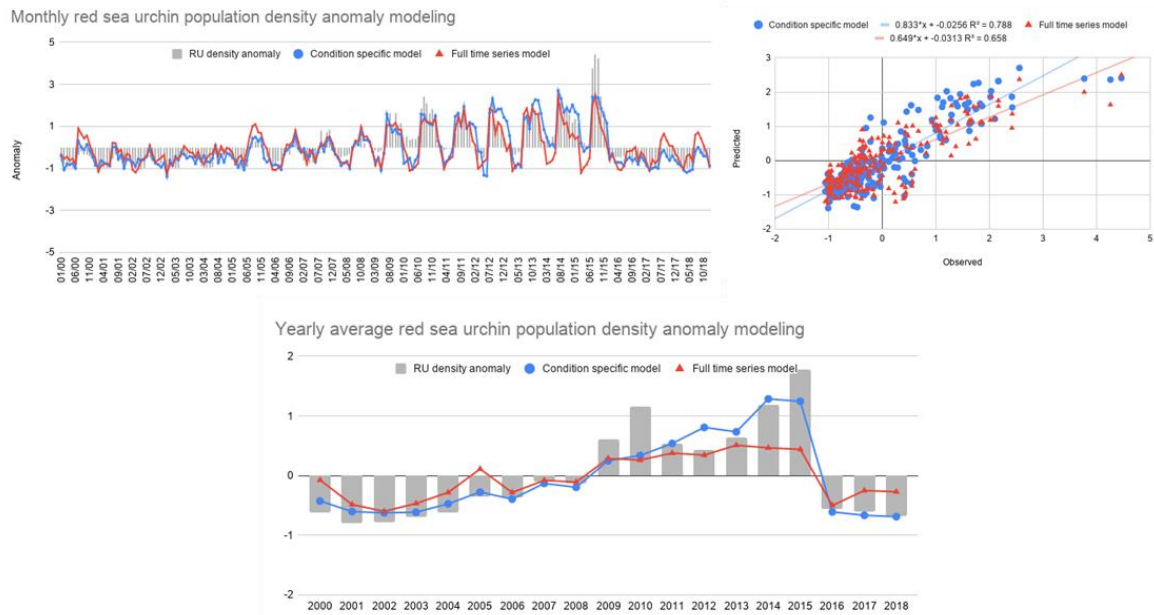 Monthly red sea urchin population density anomaly modeling
RU density anomaly Condition specific model Full time series model
5
3
1
-1
-3
-5
Anomaly
01/00 06/00 11/00 04/01 09/01 02/02 07/02 12/02 05/03 10/03 03/04 08/04 01/05 06/05 11/05 04/06 09/06 02/07 07/07 12/07 05/08 10/08 03/09 08/09 01/10 06/10 11/10 04/11 09/11 02/12 07/12 12/12 05/13 10/13 03/14 08/14 01/15 06/15 11/15 04/16 09/16 02/17 07/17 12/17 05/18 10/18
Condition specific model 0.833*x + -0.0256 R² = 0.788 Full time series model
0.649*x + -0.0313 R² = 0.658
3
2
1
0
-1
-2
Predicted
-2 -1 0 1 2 3 4 5
Observed
Yearly average red sea urchin population density anomaly modeling
RU density anomaly Condition specific model Full time series model
2
1
0
-1
-2
2000 2001 2002 2003 2004 2005 2006 2007 2008 2009 2010 2011 2012 2013 2014 2015 2016 2017 2018